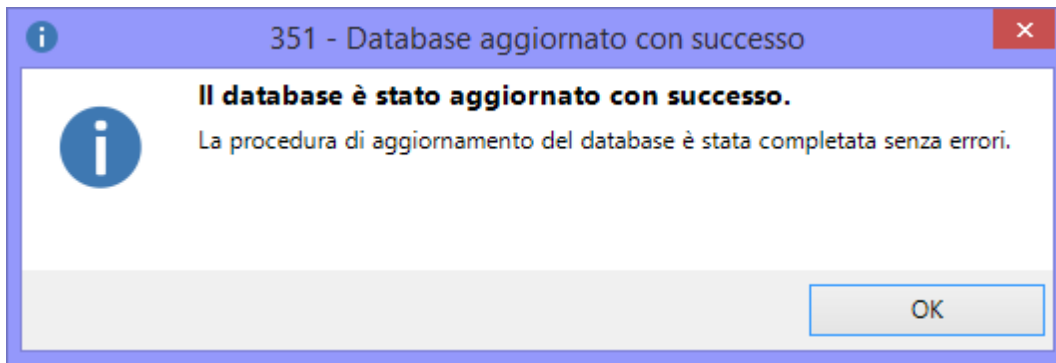 351 - Database aggiornato con successo
Il database è stato aggiornato con successo.
La procedura di aggiornamento del database è stata completata senza errori.
OK